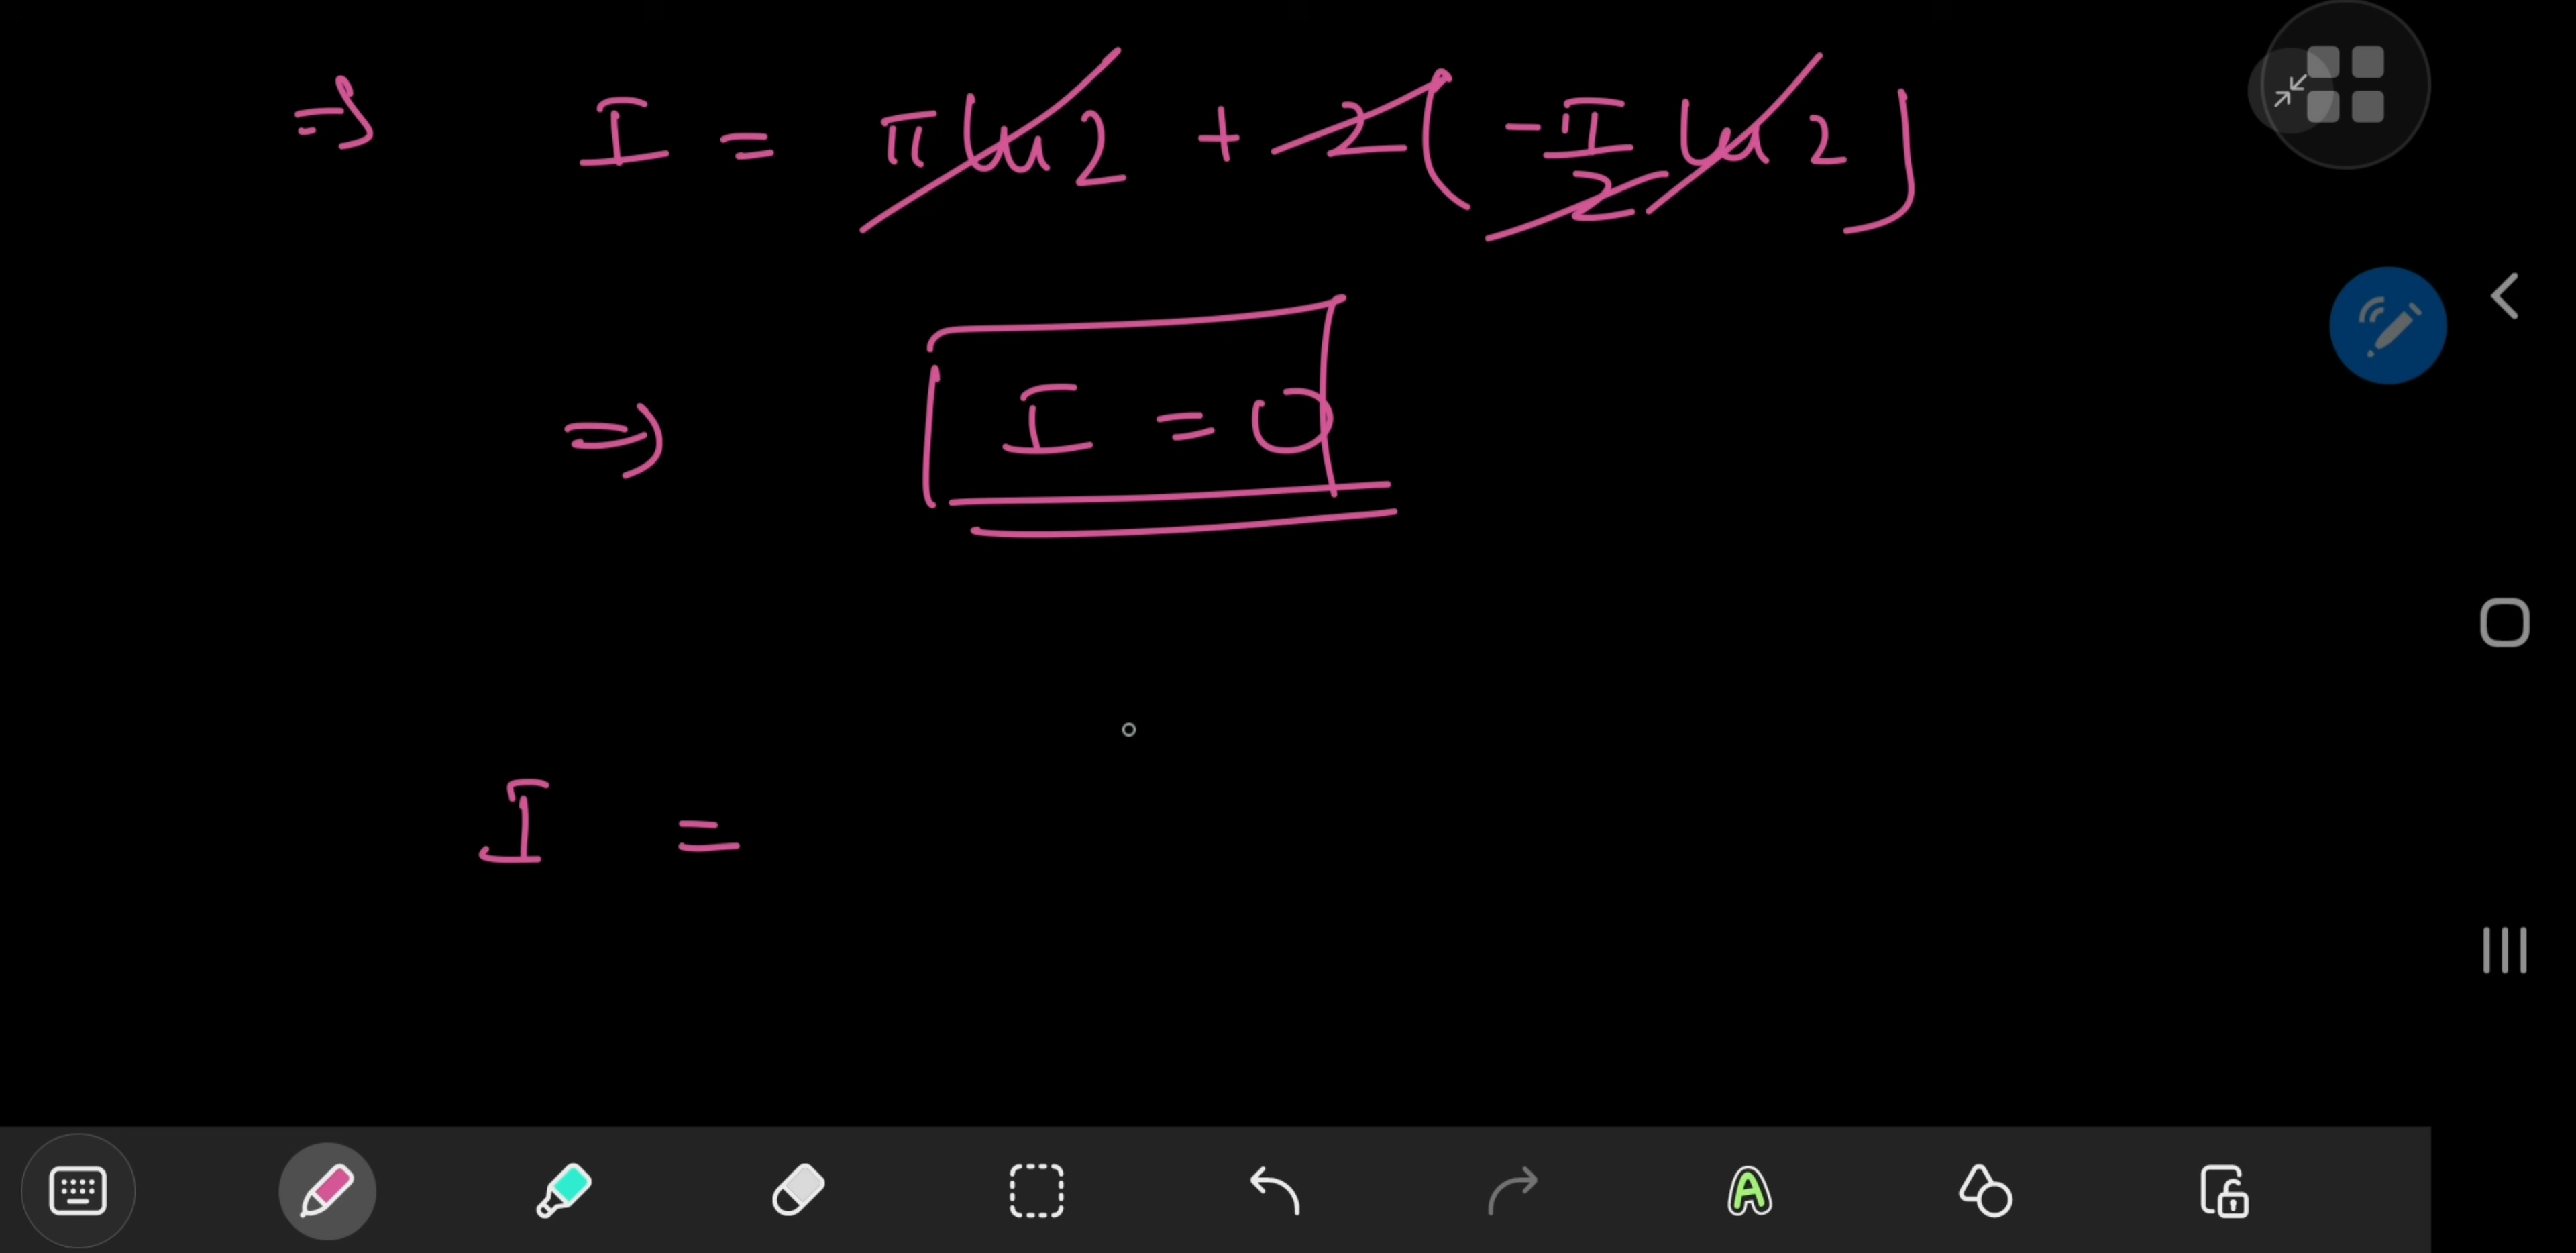 ⇒ I = π ln 2 + 2(-π/2 ln 2)
⇒ I = 0
I =
A